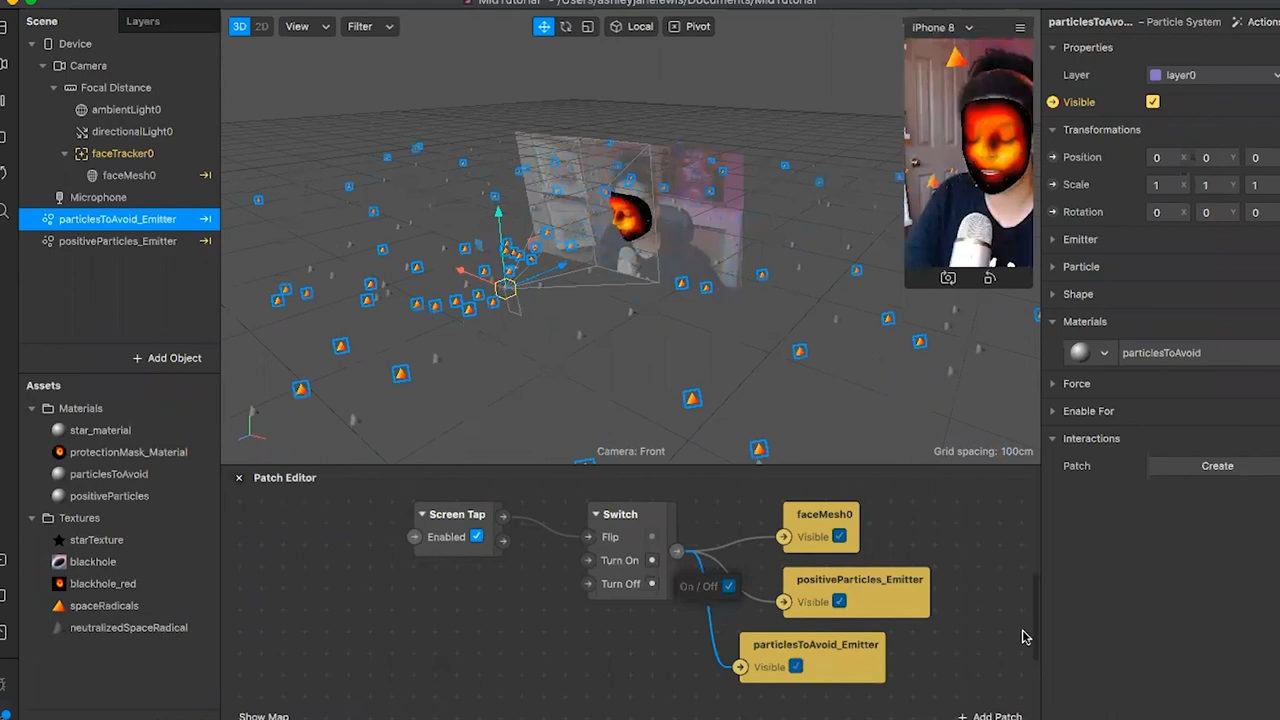 MidTutorial - /Users/ashleyjanelewis/Documents/MidTutorial
Scene
Layers
Device
Camera
Focal Distance
ambientLight0
directionalLight0
faceTracker0
faceMesh0
Microphone
particlesToAvoid_Emitter
positiveParticles_Emitter
+ Add Object
Assets
Materials
star_material
protectionMask_Material
particlesToAvoid
positiveParticles
Textures
starTexture
blackhole
blackhole_red
spaceRadicals
neutralizedSpaceRadical
3D 2D View Filter Local Pivot
iPhone 8
Camera: Front
Grid spacing: 100cm
× Patch Editor
Screen Tap
Enabled
Switch
Flip
Turn On
Turn Off
On / Off
faceMesh0
Visible
positiveParticles_Emitter
Visible
particlesToAvoid_Emitter
Visible
Show Map
+ Add Patch
particlesToAvo... – Particle System
Actions
Properties
Layer layer0
Visible
Transformations
Position 0 X 0 Y 0
Scale 1 X 1 Y 1
Rotation 0 X 0 Y 0
Emitter
Particle
Shape
Materials
particlesToAvoid
Force
Enable For
Interactions
Patch Create